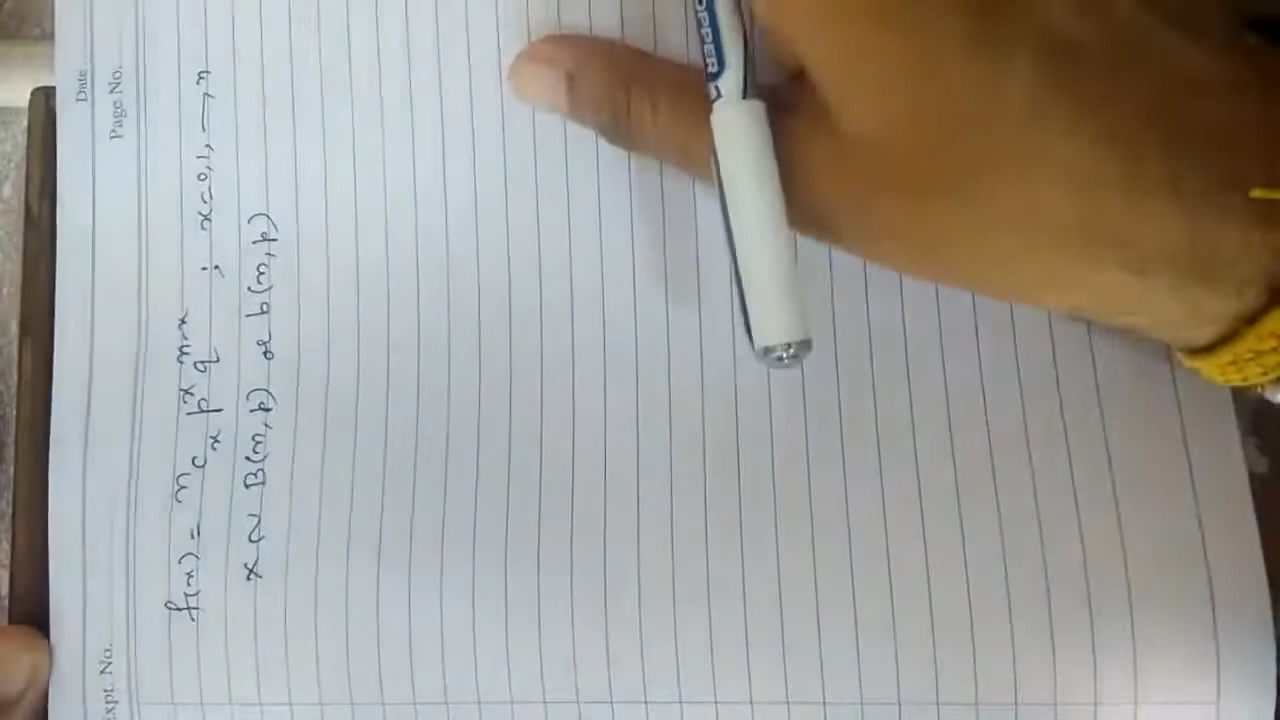 Date
Page No.
Expt. No.
f(x) = ⁿCₓ pˣ qⁿ⁻ˣ ; x = 0, 1, —, n
x ~ B(n, p) or b(n, p)